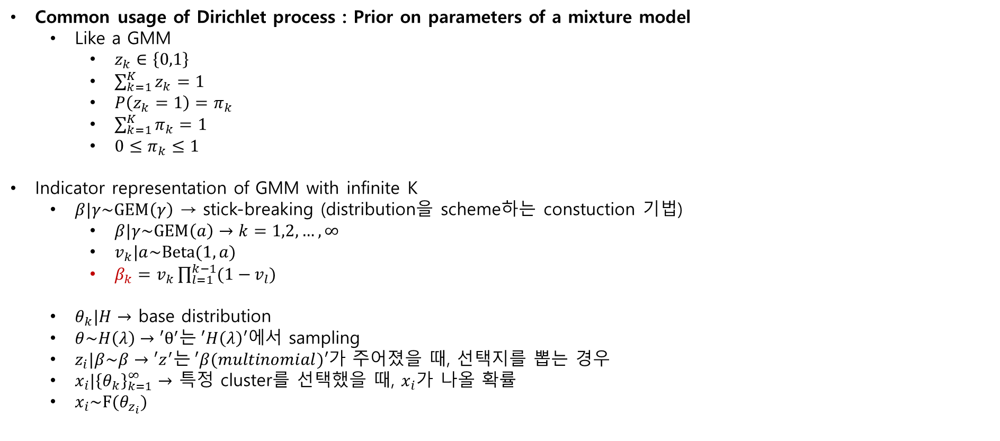 • Common usage of Dirichlet process : Prior on parameters of a mixture model
• Like a GMM
• $z_k \in \{0,1\}$
• $\sum_{k=1}^{K} z_k = 1$
• $P(z_k = 1) = \pi_k$
• $\sum_{k=1}^{K} \pi_k = 1$
• $0 \leq \pi_k \leq 1$
• Indicator representation of GMM with infinite K
• $\beta|\gamma \sim \mathrm{GEM}(\gamma)$ → stick-breaking (distribution을 scheme하는 constuction 기법)
• $\beta|\gamma \sim \mathrm{GEM}(a) \rightarrow k = 1,2, \ldots, \infty$
• $v_k|a \sim \mathrm{Beta}(1, a)$
• $\beta_k = v_k \prod_{l=1}^{k-1}(1 - v_l)$
• $\theta_k|H$ → base distribution
• $\theta \sim H(\lambda)$ → 'θ'는 '$H(\lambda)$'에서 sampling
• $z_i|\beta \sim \beta$ → '$z$'는 '$\beta(multinomial)$'가 주어졌을 때, 선택지를 뽑는 경우
• $x_i|\{\theta_k\}_{k=1}^{\infty}$ → 특정 cluster를 선택했을 때, $x_i$가 나올 확률
• $x_i \sim \mathrm{F}(\theta_{z_i})$